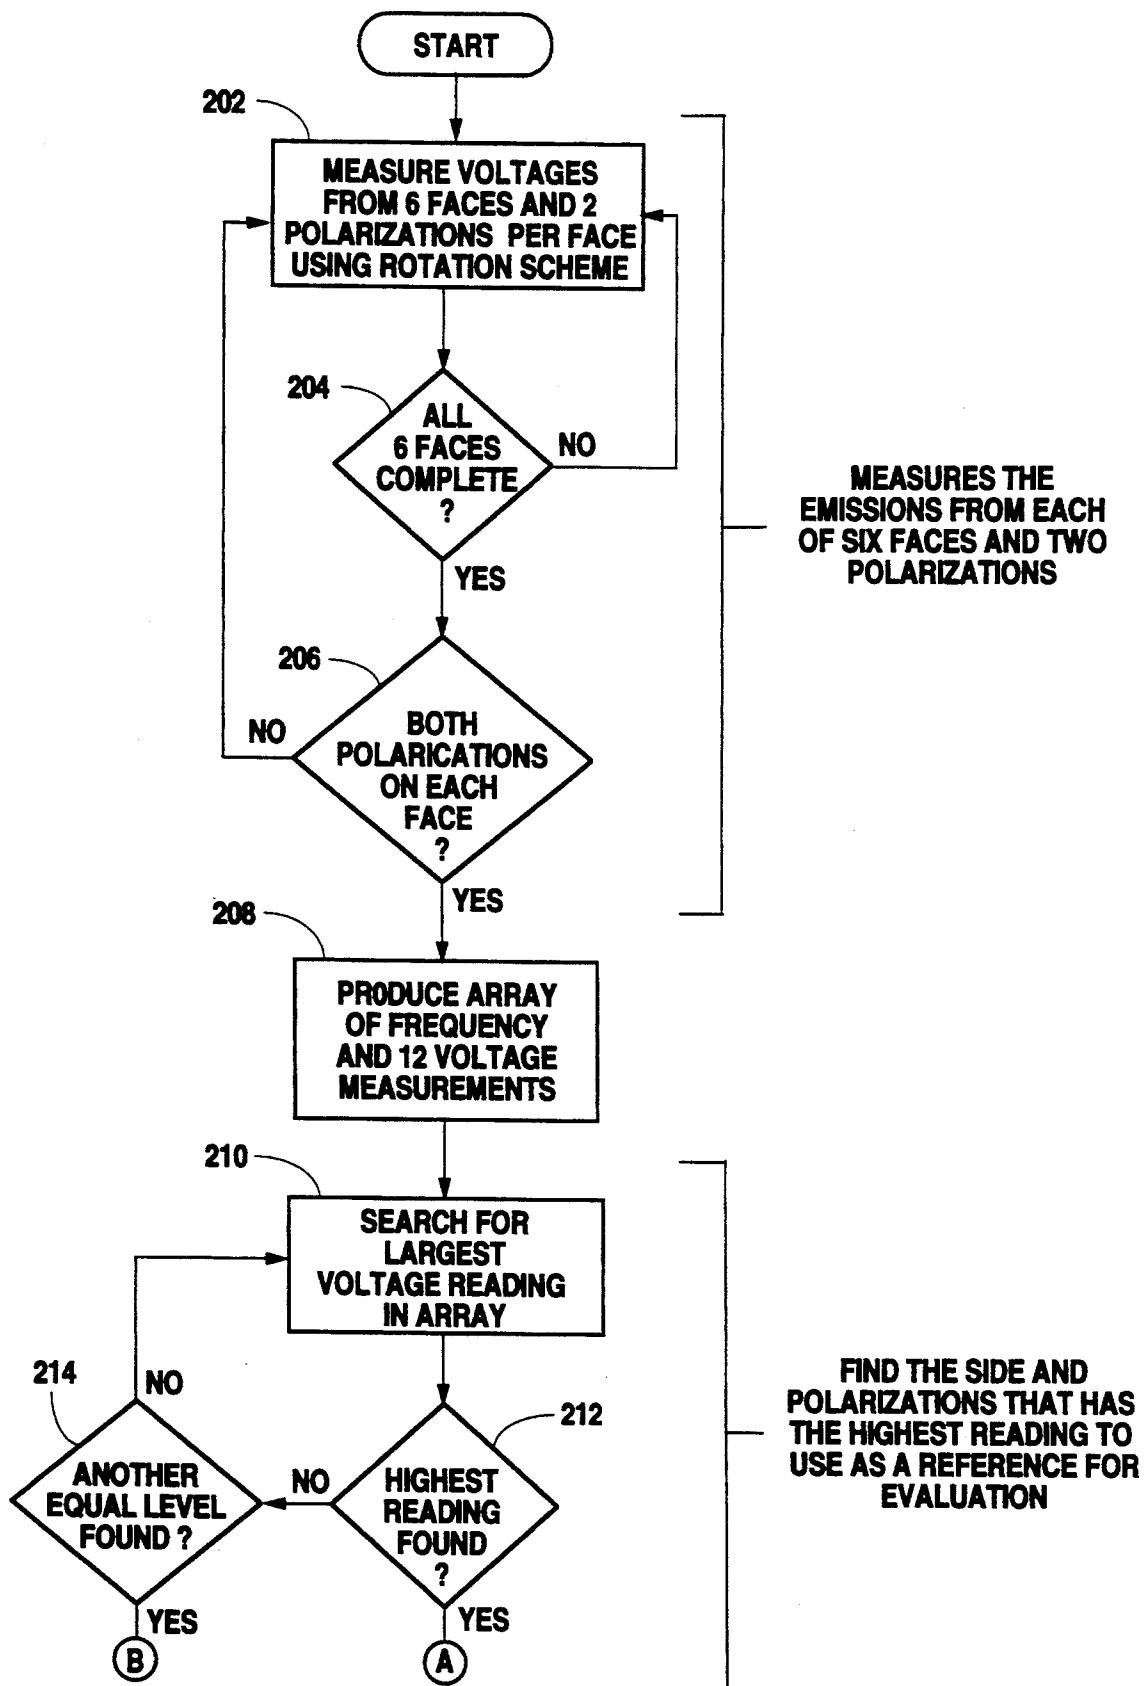 START
202
MEASURE VOLTAGES
FROM 6 FACES AND 2
POLARIZATIONS PER FACE
USING ROTATION SCHEME
204
ALL
6 FACES
COMPLETE
?
NO
YES
MEASURES THE
EMISSIONS FROM EACH
OF SIX FACES AND TWO
POLARIZATIONS
206
BOTH
POLARICATIONS
ON EACH
FACE
?
NO
YES
208
PRODUCE ARRAY
OF FREQUENCY
AND 12 VOLTAGE
MEASUREMENTS
210
SEARCH FOR
LARGEST
VOLTAGE READING
IN ARRAY
212
HIGHEST
READING
FOUND
?
NO
YES
A
214
ANOTHER
EQUAL LEVEL
FOUND ?
NO
YES
B
FIND THE SIDE AND
POLARIZATIONS THAT HAS
THE HIGHEST READING TO
USE AS A REFERENCE FOR
EVALUATION